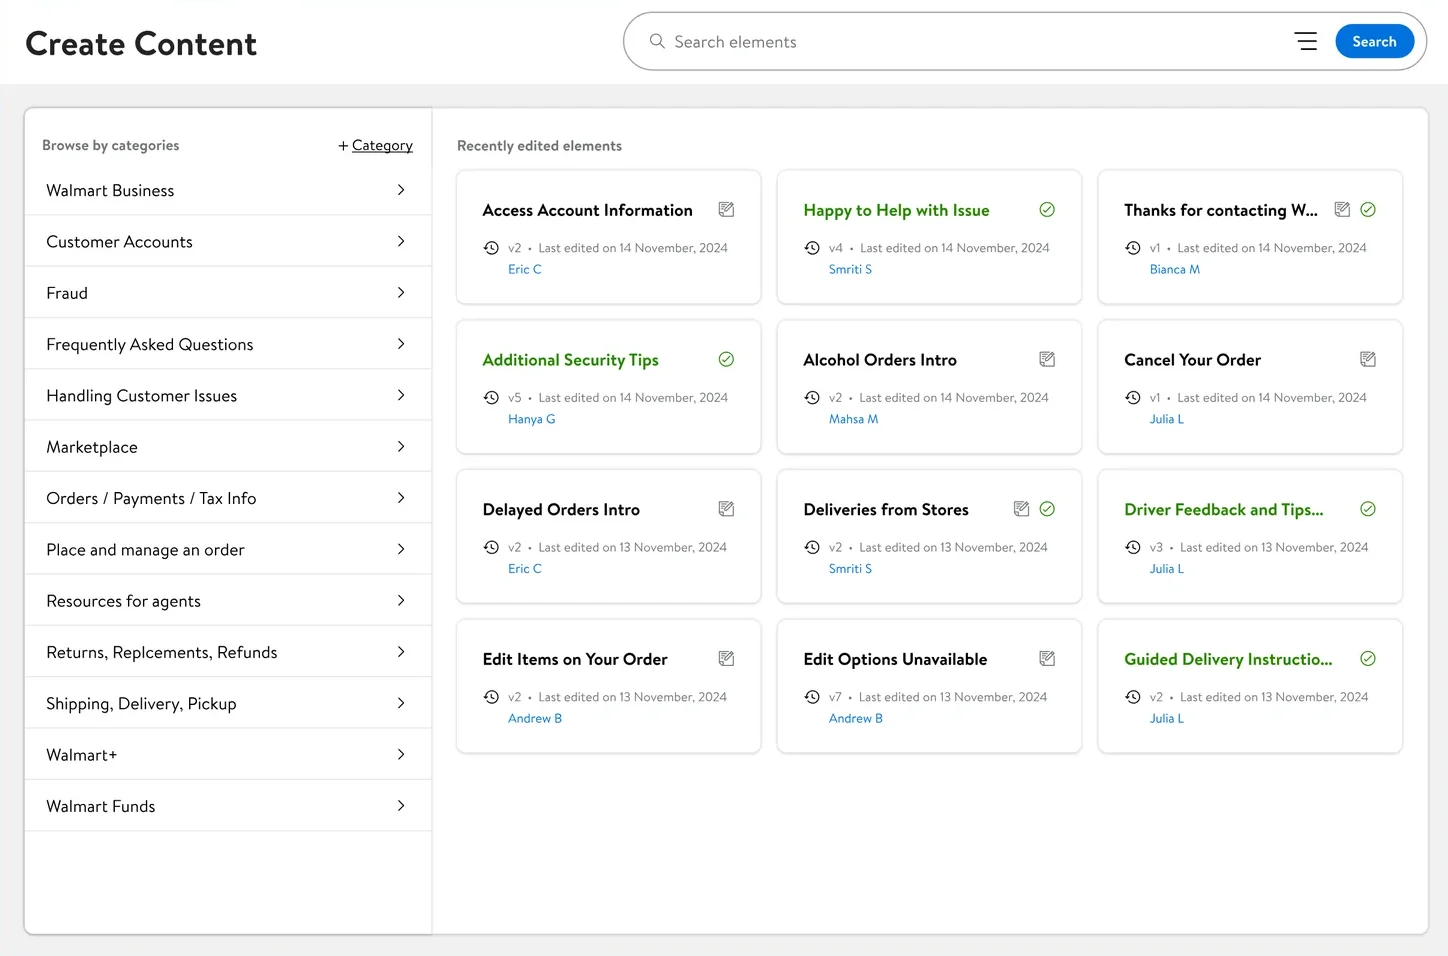 Create Content
Search elements
Search
Browse by categories
+ Category
Walmart Business
Customer Accounts
Fraud
Frequently Asked Questions
Handling Customer Issues
Marketplace
Orders / Payments / Tax Info
Place and manage an order
Resources for agents
Returns, Replcements, Refunds
Shipping, Delivery, Pickup
Walmart+
Walmart Funds
Recently edited elements
Access Account Information
v2 • Last edited on 14 November, 2024
Eric C
Happy to Help with Issue
v4 • Last edited on 14 November, 2024
Smriti S
Thanks for contacting W...
v1 • Last edited on 14 November, 2024
Bianca M
Additional Security Tips
v5 • Last edited on 14 November, 2024
Hanya G
Alcohol Orders Intro
v2 • Last edited on 14 November, 2024
Mahsa M
Cancel Your Order
v1 • Last edited on 14 November, 2024
Julia L
Delayed Orders Intro
v2 • Last edited on 13 November, 2024
Eric C
Deliveries from Stores
v2 • Last edited on 13 November, 2024
Smriti S
Driver Feedback and Tips...
v3 • Last edited on 13 November, 2024
Julia L
Edit Items on Your Order
v2 • Last edited on 13 November, 2024
Andrew B
Edit Options Unavailable
v7 • Last edited on 13 November, 2024
Andrew B
Guided Delivery Instructio...
v2 • Last edited on 13 November, 2024
Julia L